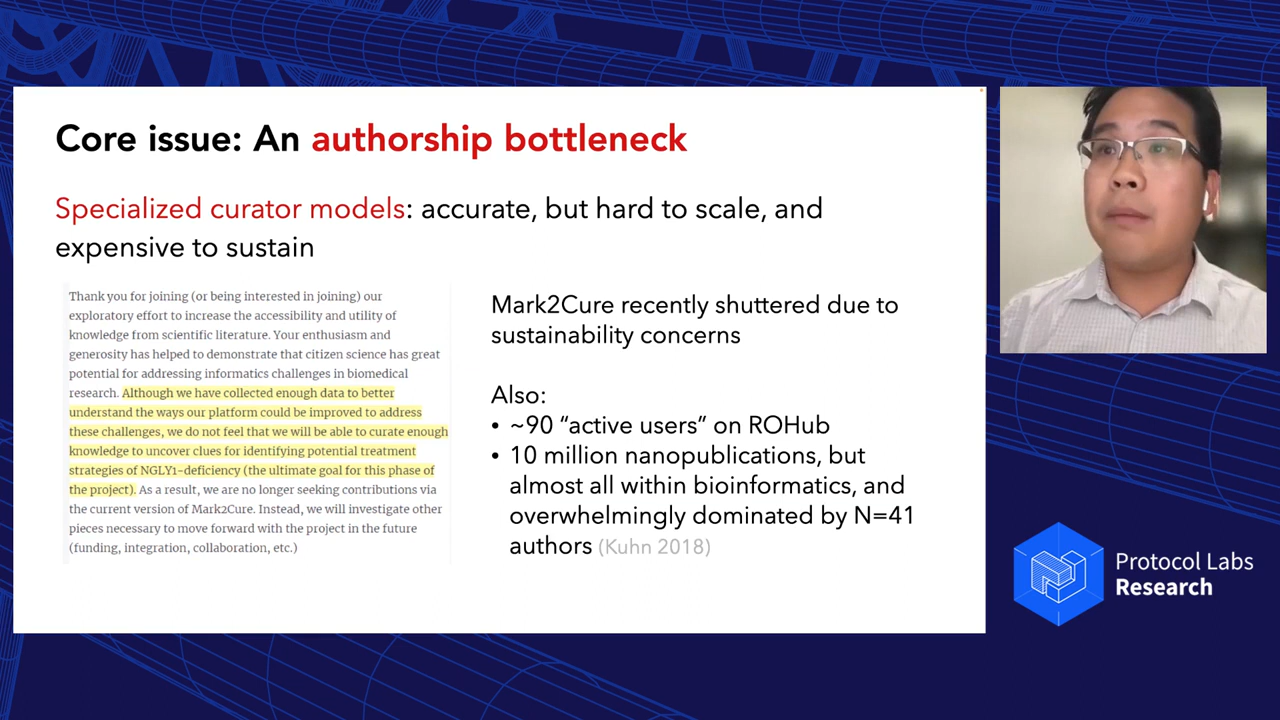 Core issue: An authorship bottleneck
Specialized curator models: accurate, but hard to scale, and
expensive to sustain
Thank you for joining (or being interested in joining) our
exploratory effort to increase the accessibility and utility of
knowledge from scientific literature. Your enthusiasm and
generosity has helped to demonstrate that citizen science has great
potential for addressing informatics challenges in biomedical
research. Although we have collected enough data to better
understand the ways our platform could be improved to address
these challenges, we do not feel that we will be able to curate enough
knowledge to uncover clues for identifying potential treatment
strategies of NGLY1-deficiency (the ultimate goal for this phase of
the project). As a result, we are no longer seeking contributions via
the current version of Mark2Cure. Instead, we will investigate other
pieces necessary to move forward with the project in the future
(funding, integration, collaboration, etc.)
Mark2Cure recently shuttered due to
sustainability concerns
Also:
• ~90 “active users” on ROHub
• 10 million nanopublications, but
almost all within bioinformatics, and
overwhelmingly dominated by N=41
authors (Kuhn 2018)
Protocol Labs
Research